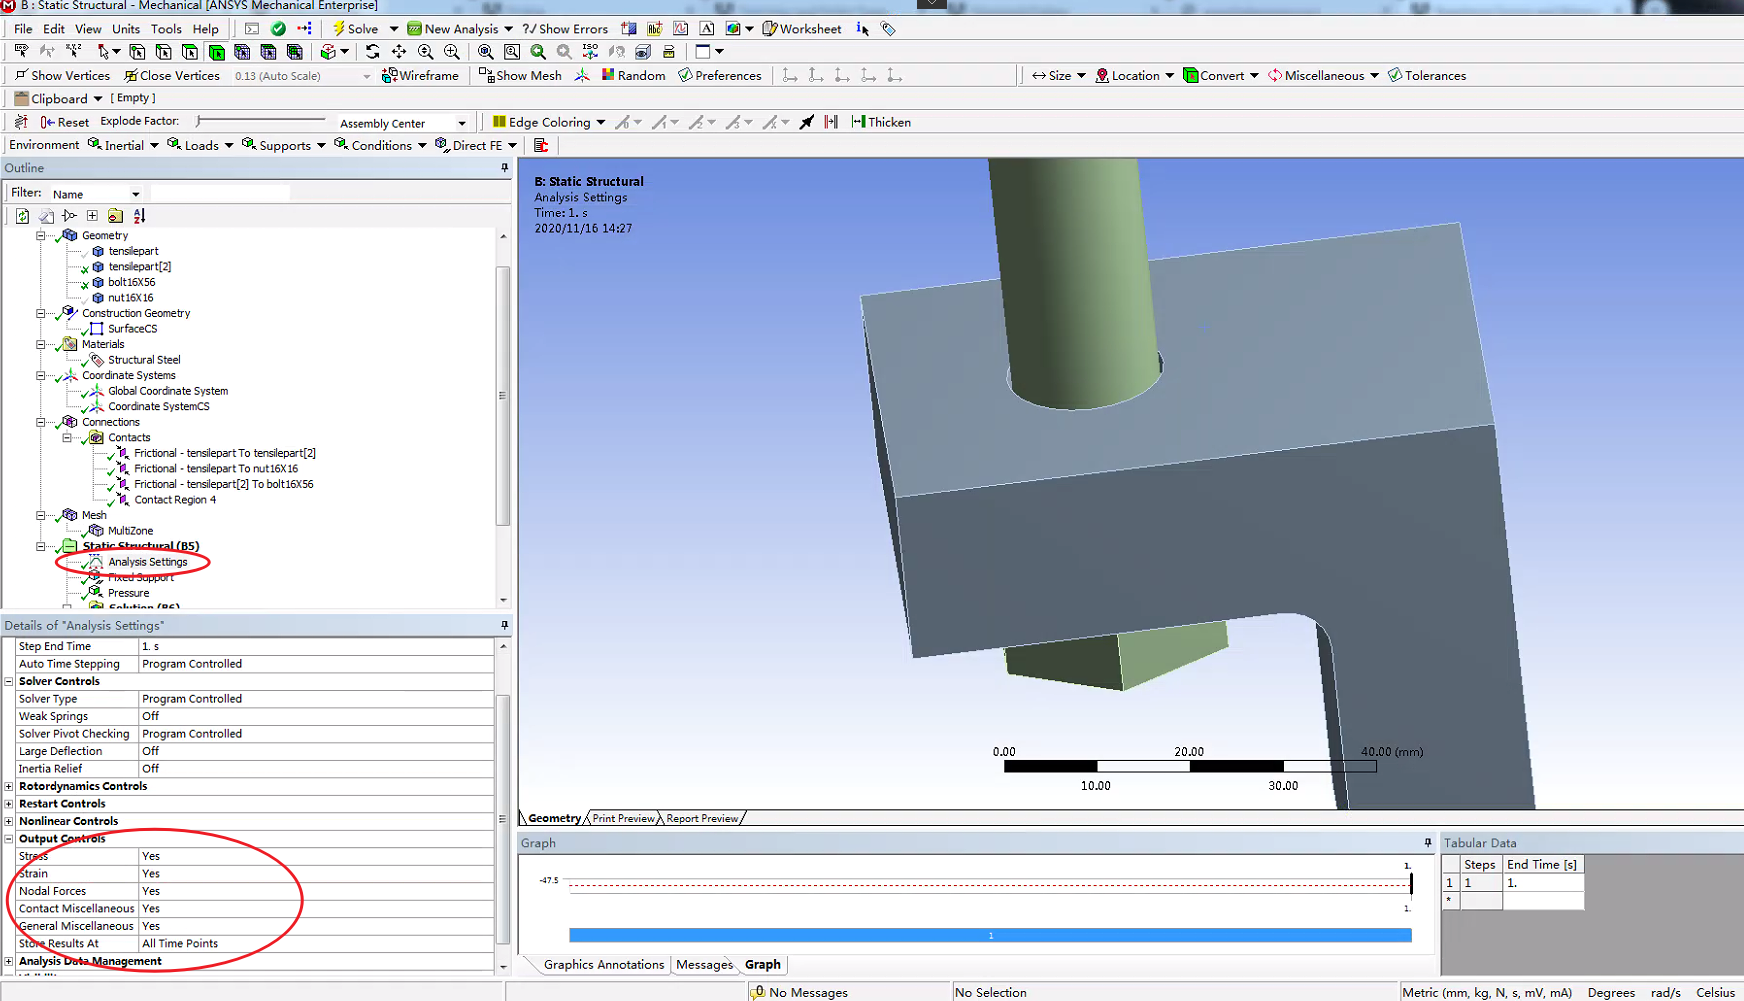 B : Static Structural - Mechanical [ANSYS Mechanical Enterprise]
File Edit View Units Tools Help Solve New Analysis ?/ Show Errors Worksheet
Show Vertices Close Vertices 0.13 (Auto Scale) Wireframe Show Mesh Random Preferences Size Location Convert Miscellaneous Tolerances
Clipboard [ Empty ]
Reset Explode Factor: Assembly Center Edge Coloring Thicken
Environment Inertial Loads Supports Conditions Direct FE
Outline
Filter: Name
Geometry
tensilepart
tensilepart[2]
bolt16X56
nut16X16
Construction Geometry
SurfaceCS
Materials
Structural Steel
Coordinate Systems
Global Coordinate System
Coordinate SystemCS
Connections
Contacts
Frictional - tensilepart To tensilepart[2]
Frictional - tensilepart To nut16X16
Frictional - tensilepart[2] To bolt16X56
Contact Region 4
Mesh
MultiZone
Static Structural (B5)
Analysis Settings
Fixed Support
Pressure
Solution (B6)
Details of "Analysis Settings"
Step End Time 1. s
Auto Time Stepping Program Controlled
Solver Controls
Solver Type Program Controlled
Weak Springs Off
Solver Pivot Checking Program Controlled
Large Deflection Off
Inertia Relief Off
Rotordynamics Controls
Restart Controls
Nonlinear Controls
Output Controls
Stress Yes
Strain Yes
Nodal Forces Yes
Contact Miscellaneous Yes
General Miscellaneous Yes
Store Results At All Time Points
Analysis Data Management
B: Static Structural
Analysis Settings
Time: 1. s
2020/11/16 14:27
0.00 20.00 40.00 (mm)
10.00 30.00
Geometry Print Preview Report Preview
Graph
1.
-47.5
1.
1
Graphics Annotations Messages Graph
Tabular Data
Steps End Time [s]
1 1 1.
*
0 No Messages No Selection Metric (mm, kg, N, s, mV, mA) Degrees rad/s Celsius